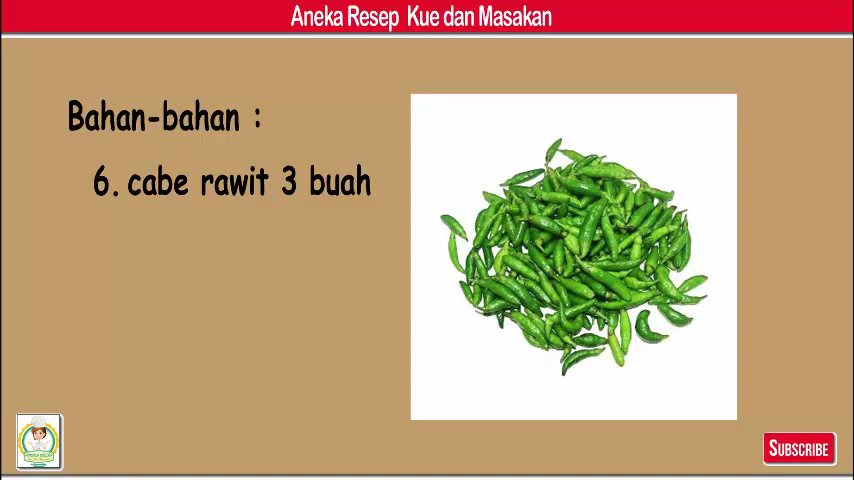 Aneka Resep Kue dan Masakan
Bahan-bahan :
6. cabe rawit 3 buah
SUBSCRIBE